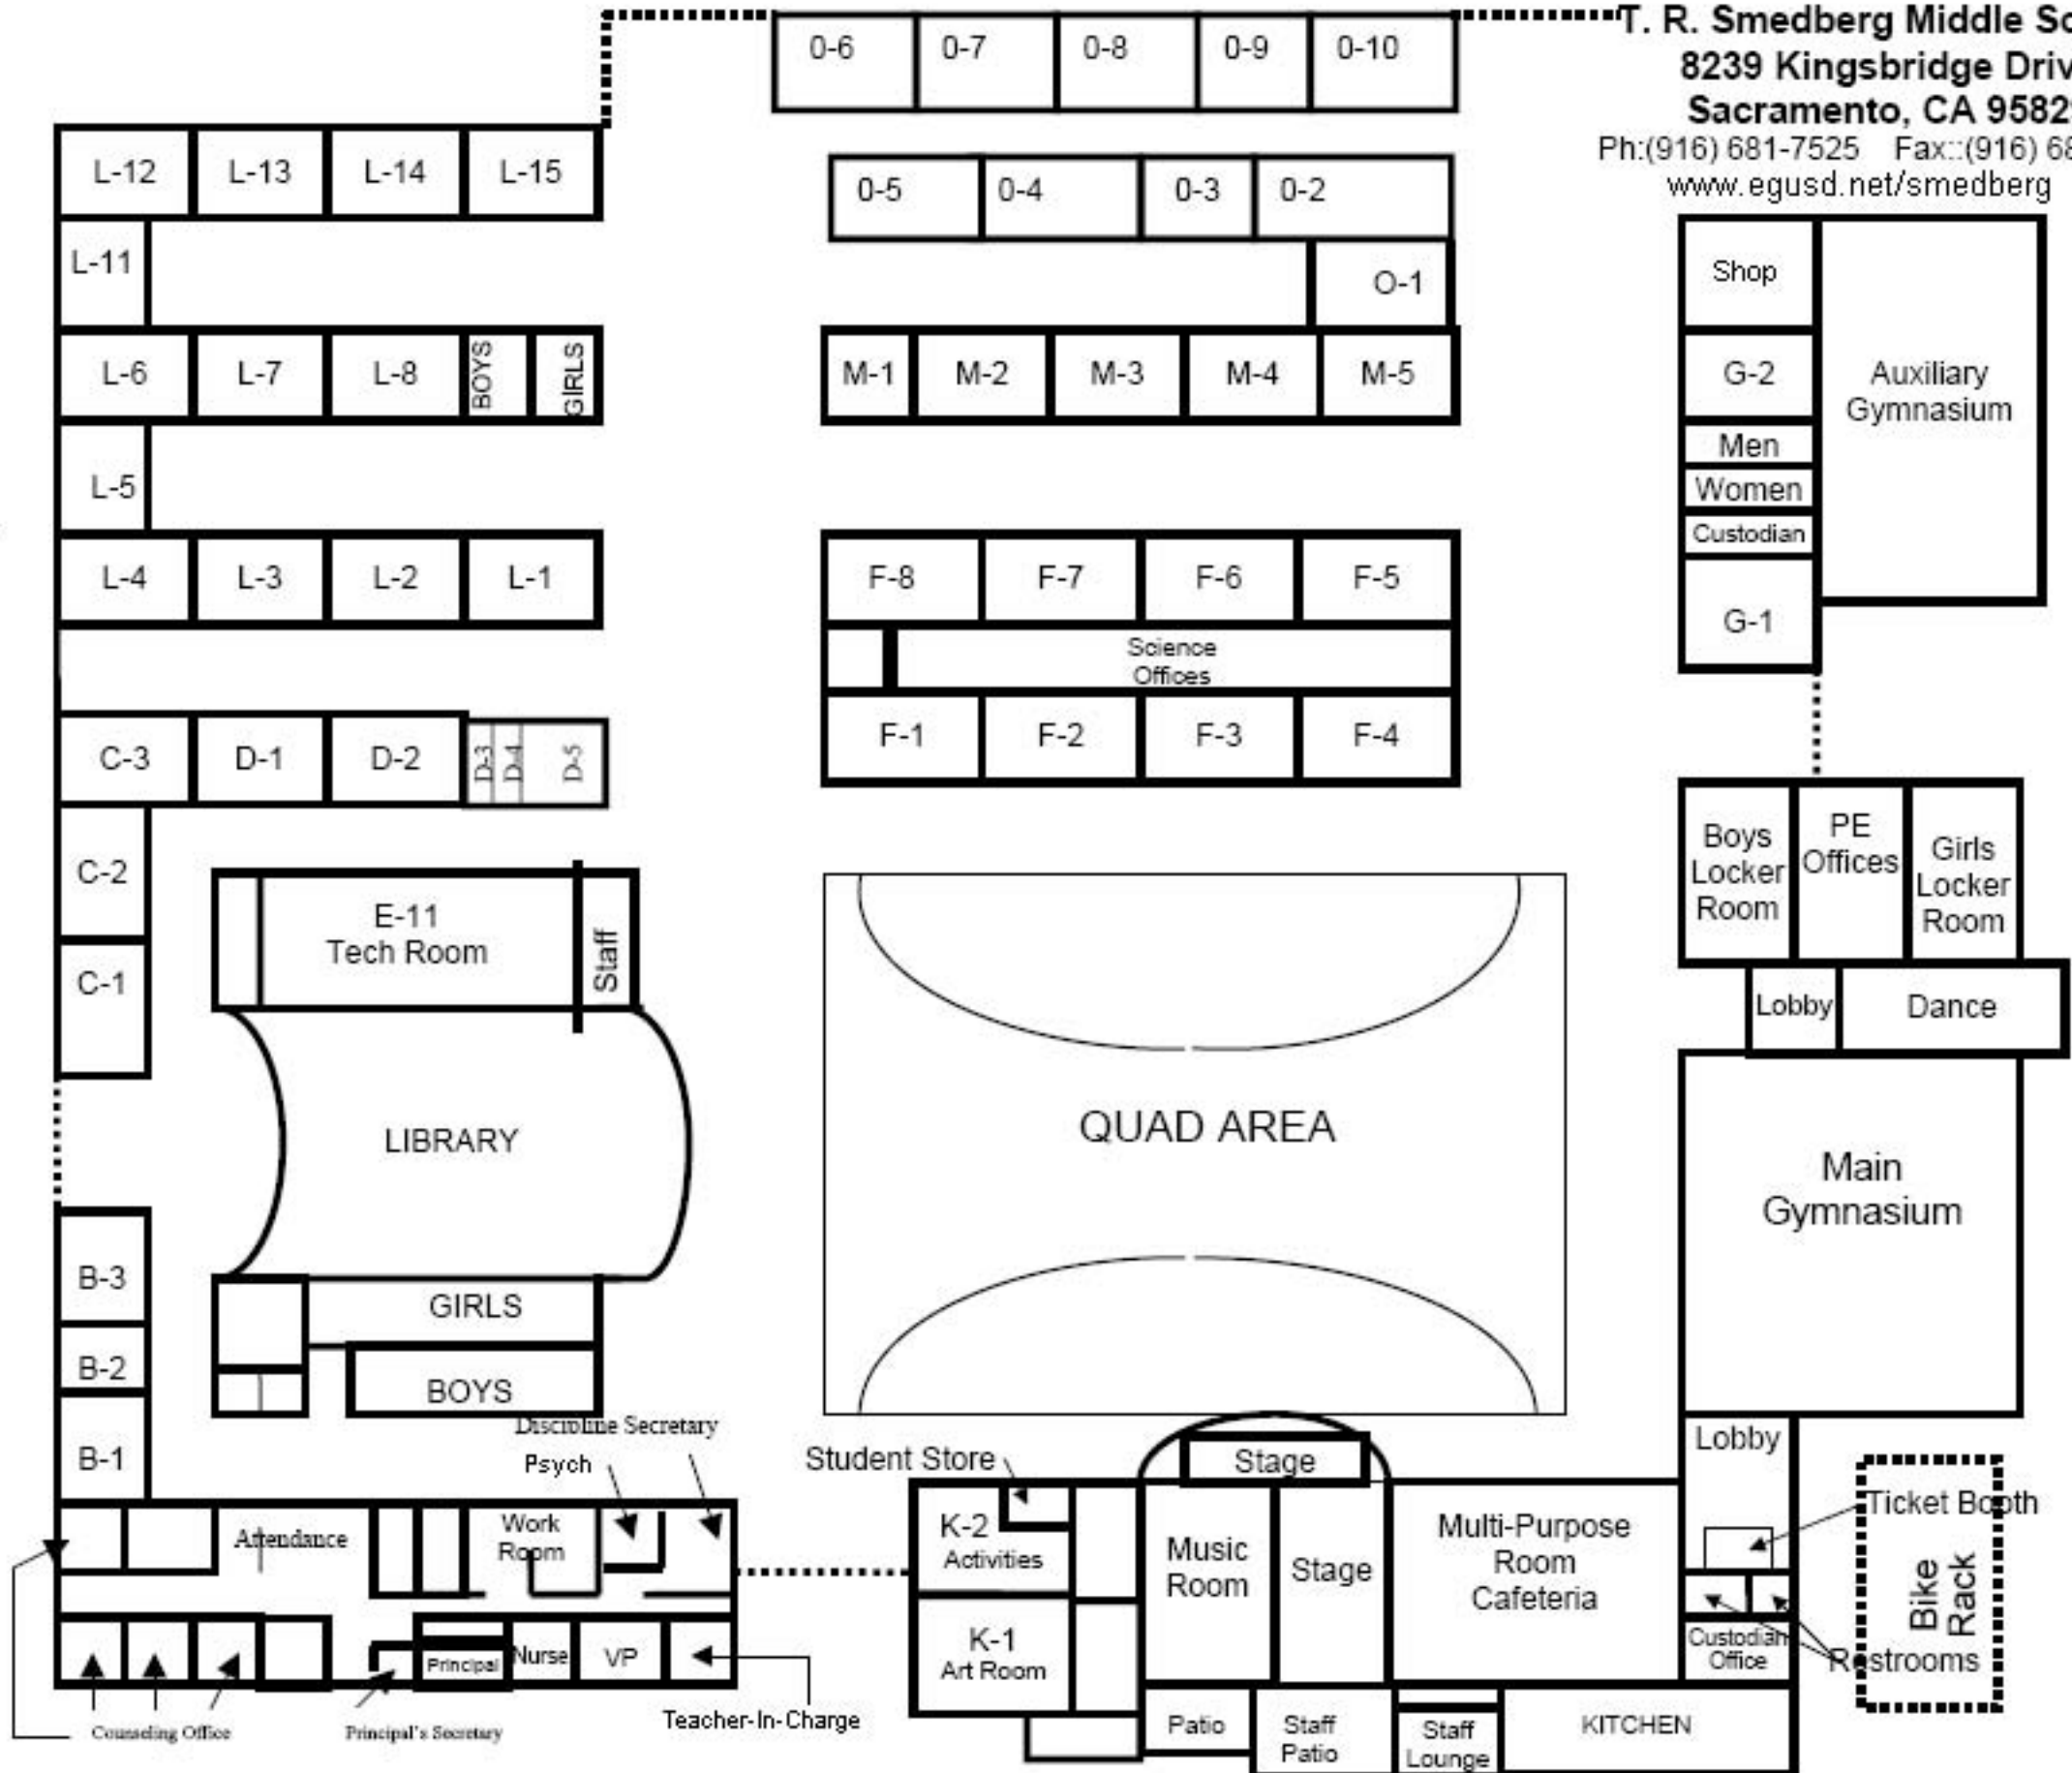 T. R. Smedberg Middle Sc
8239 Kingsbridge Driv
Sacramento, CA 9582
Ph:(916) 681-7525 Fax::(916) 68
www.egusd.net/smedberg
0-6 0-7 0-8 0-9 0-10
L-12 L-13 L-14 L-15
0-5 0-4 0-3 0-2
L-11
O-1
Shop
L-6 L-7 L-8 BOYS GIRLS
M-1 M-2 M-3 M-4 M-5
G-2
Auxiliary
Gymnasium
Men
Women
Custodian
G-1
L-5
L-4 L-3 L-2 L-1
F-8 F-7 F-6 F-5
Science
Offices
F-1 F-2 F-3 F-4
C-3 D-1 D-2 D-3 D-4 D-5
C-2
C-1
E-11
Tech Room
Staff
Boys
Locker
Room
PE
Offices
Girls
Locker
Room
Lobby
Dance
LIBRARY
QUAD AREA
Main
Gymnasium
B-3
B-2
B-1
GIRLS
BOYS
Discipline Secretary
Psych
Attendance
Work
Room
Principal
Nurse
VP
Counseling Office
Principal's Secretary
Teacher-In-Charge
Student Store
Stage
K-2
Activities
K-1
Art Room
Music
Room
Stage
Multi-Purpose
Room
Cafeteria
Lobby
Ticket Booth
Bike
Rack
Custodian
Office
Restrooms
Patio
Staff
Patio
Staff
Lounge
KITCHEN